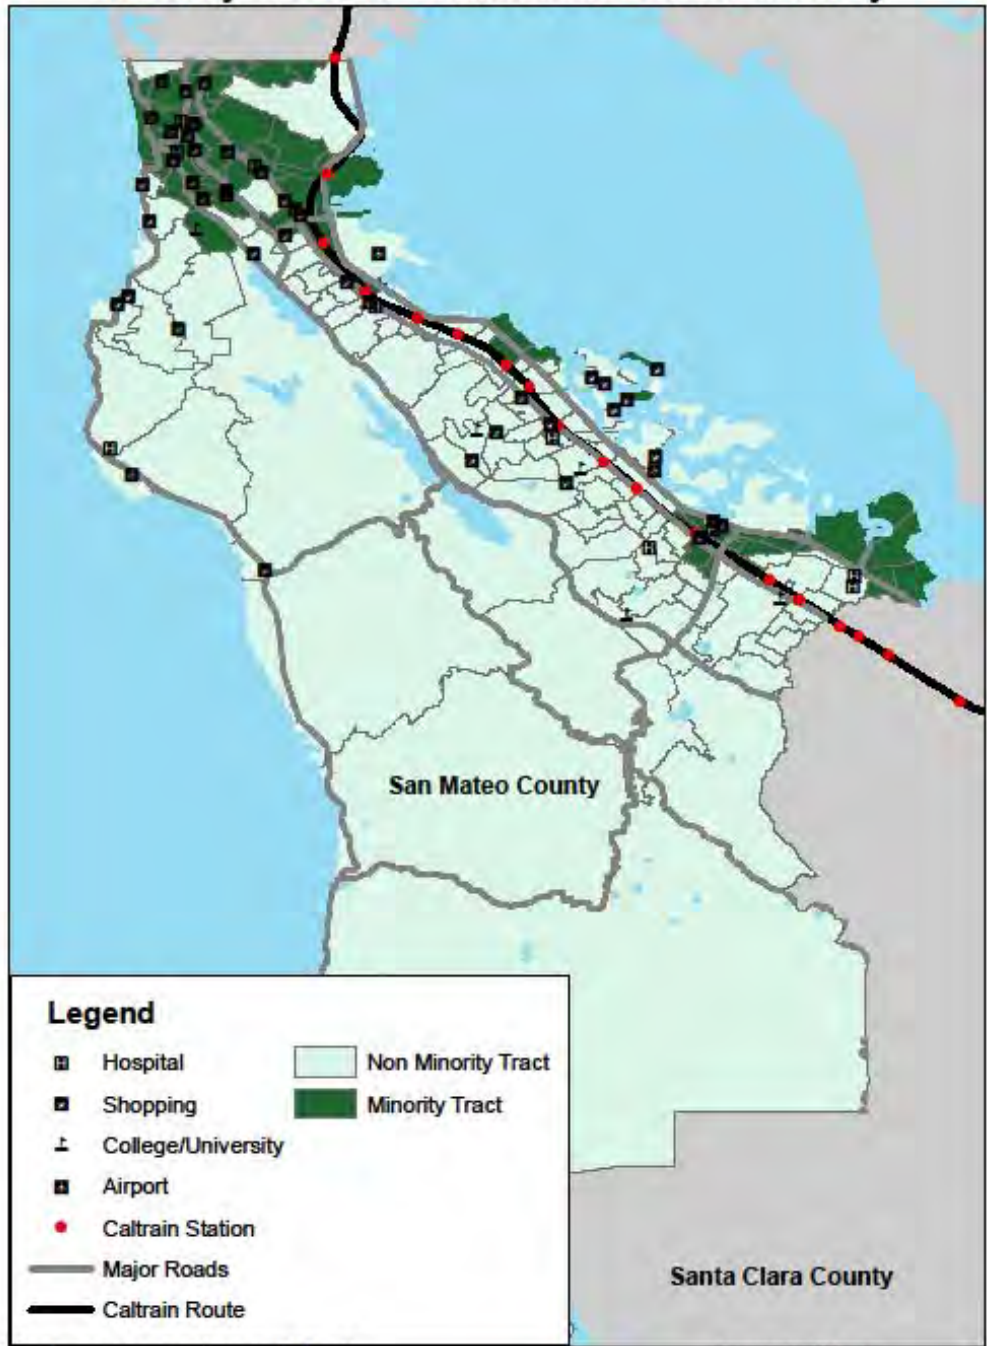 San Mateo County
Legend
Hospital
Non Minority Tract
Shopping
Minority Tract
College/University
Airport
Caltrain Station
Major Roads
Santa Clara County
Caltrain Route